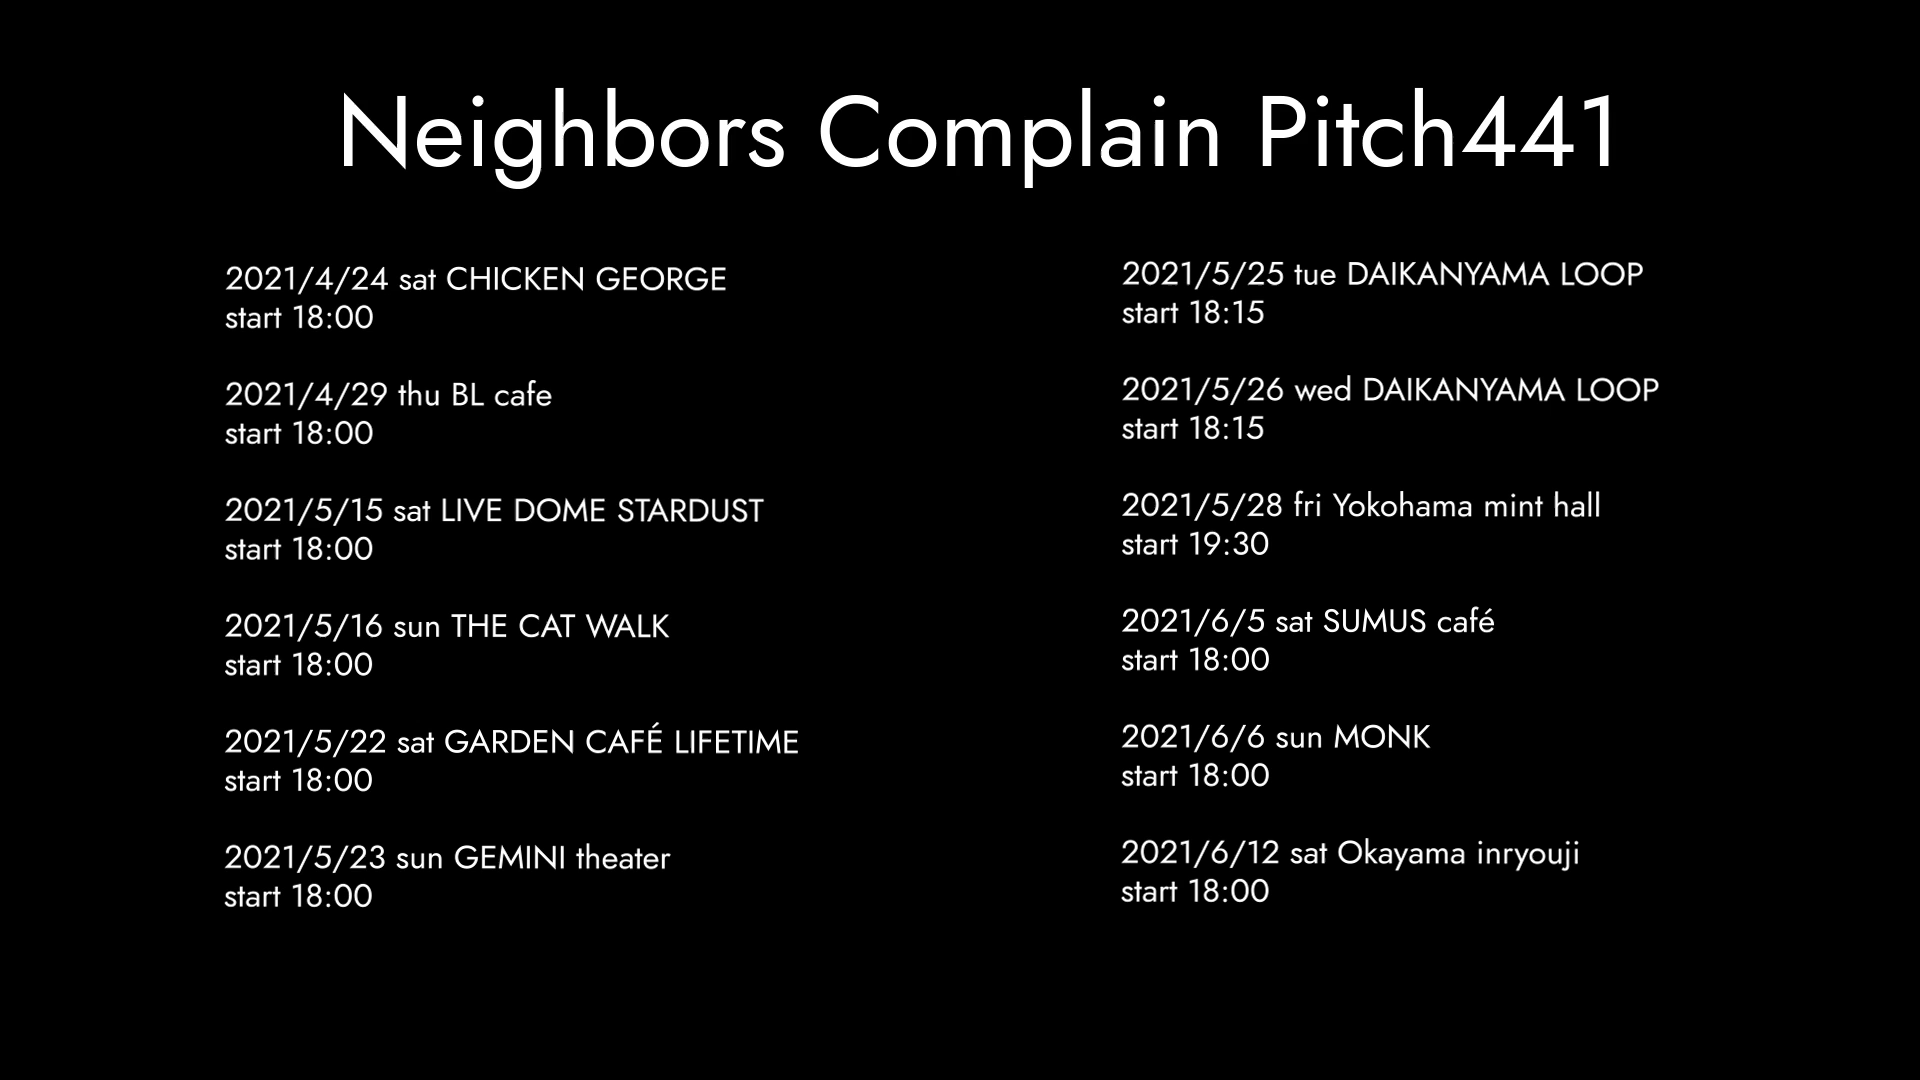 Neighbors Complain Pitch441
2021/4/24 sat CHICKEN GEORGE
start 18:00
2021/4/29 thu BL cafe
start 18:00
2021/5/15 sat LIVE DOME STARDUST
start 18:00
2021/5/16 sun THE CAT WALK
start 18:00
2021/5/22 sat GARDEN CAFÉ LIFETIME
start 18:00
2021/5/23 sun GEMINI theater
start 18:00
2021/5/25 tue DAIKANYAMA LOOP
start 18:15
2021/5/26 wed DAIKANYAMA LOOP
start 18:15
2021/5/28 fri Yokohama mint hall
start 19:30
2021/6/5 sat SUMUS café
start 18:00
2021/6/6 sun MONK
start 18:00
2021/6/12 sat Okayama inryouji
start 18:00